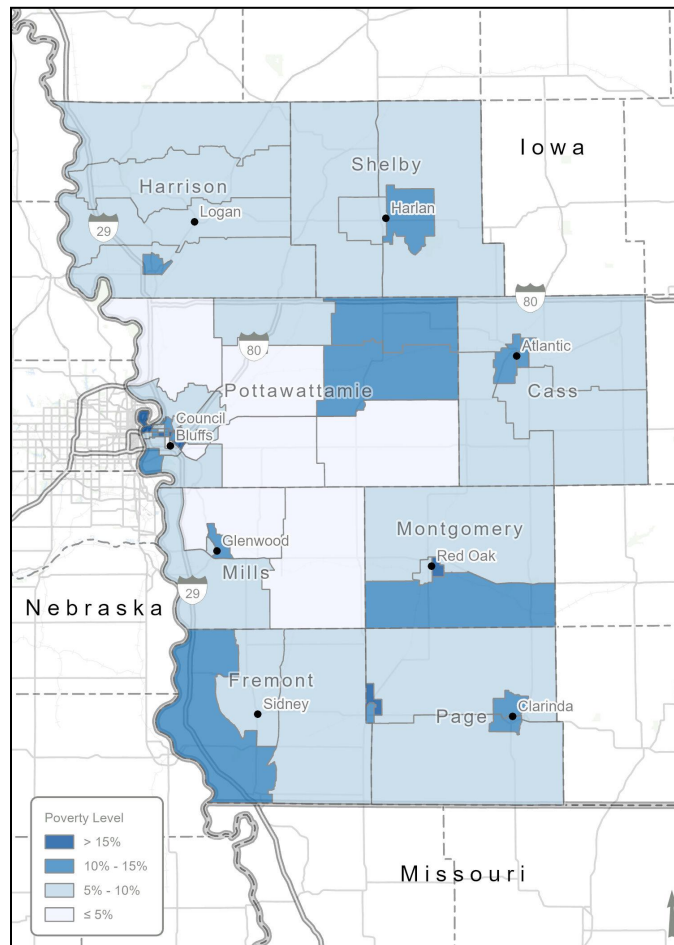 Iowa
Shelby
Harrison
Harlan
Logan
29
80
80
Atlantic
Pottawattamie
Cass
Council
Bluffs
Montgomery
Glenwood
Red Oak
Mills
29
Nebraska
Fremont
Sidney
Clarinda
Page
Poverty Level
> 15%
10% - 15%
5% - 10%
≤ 5%
Missouri